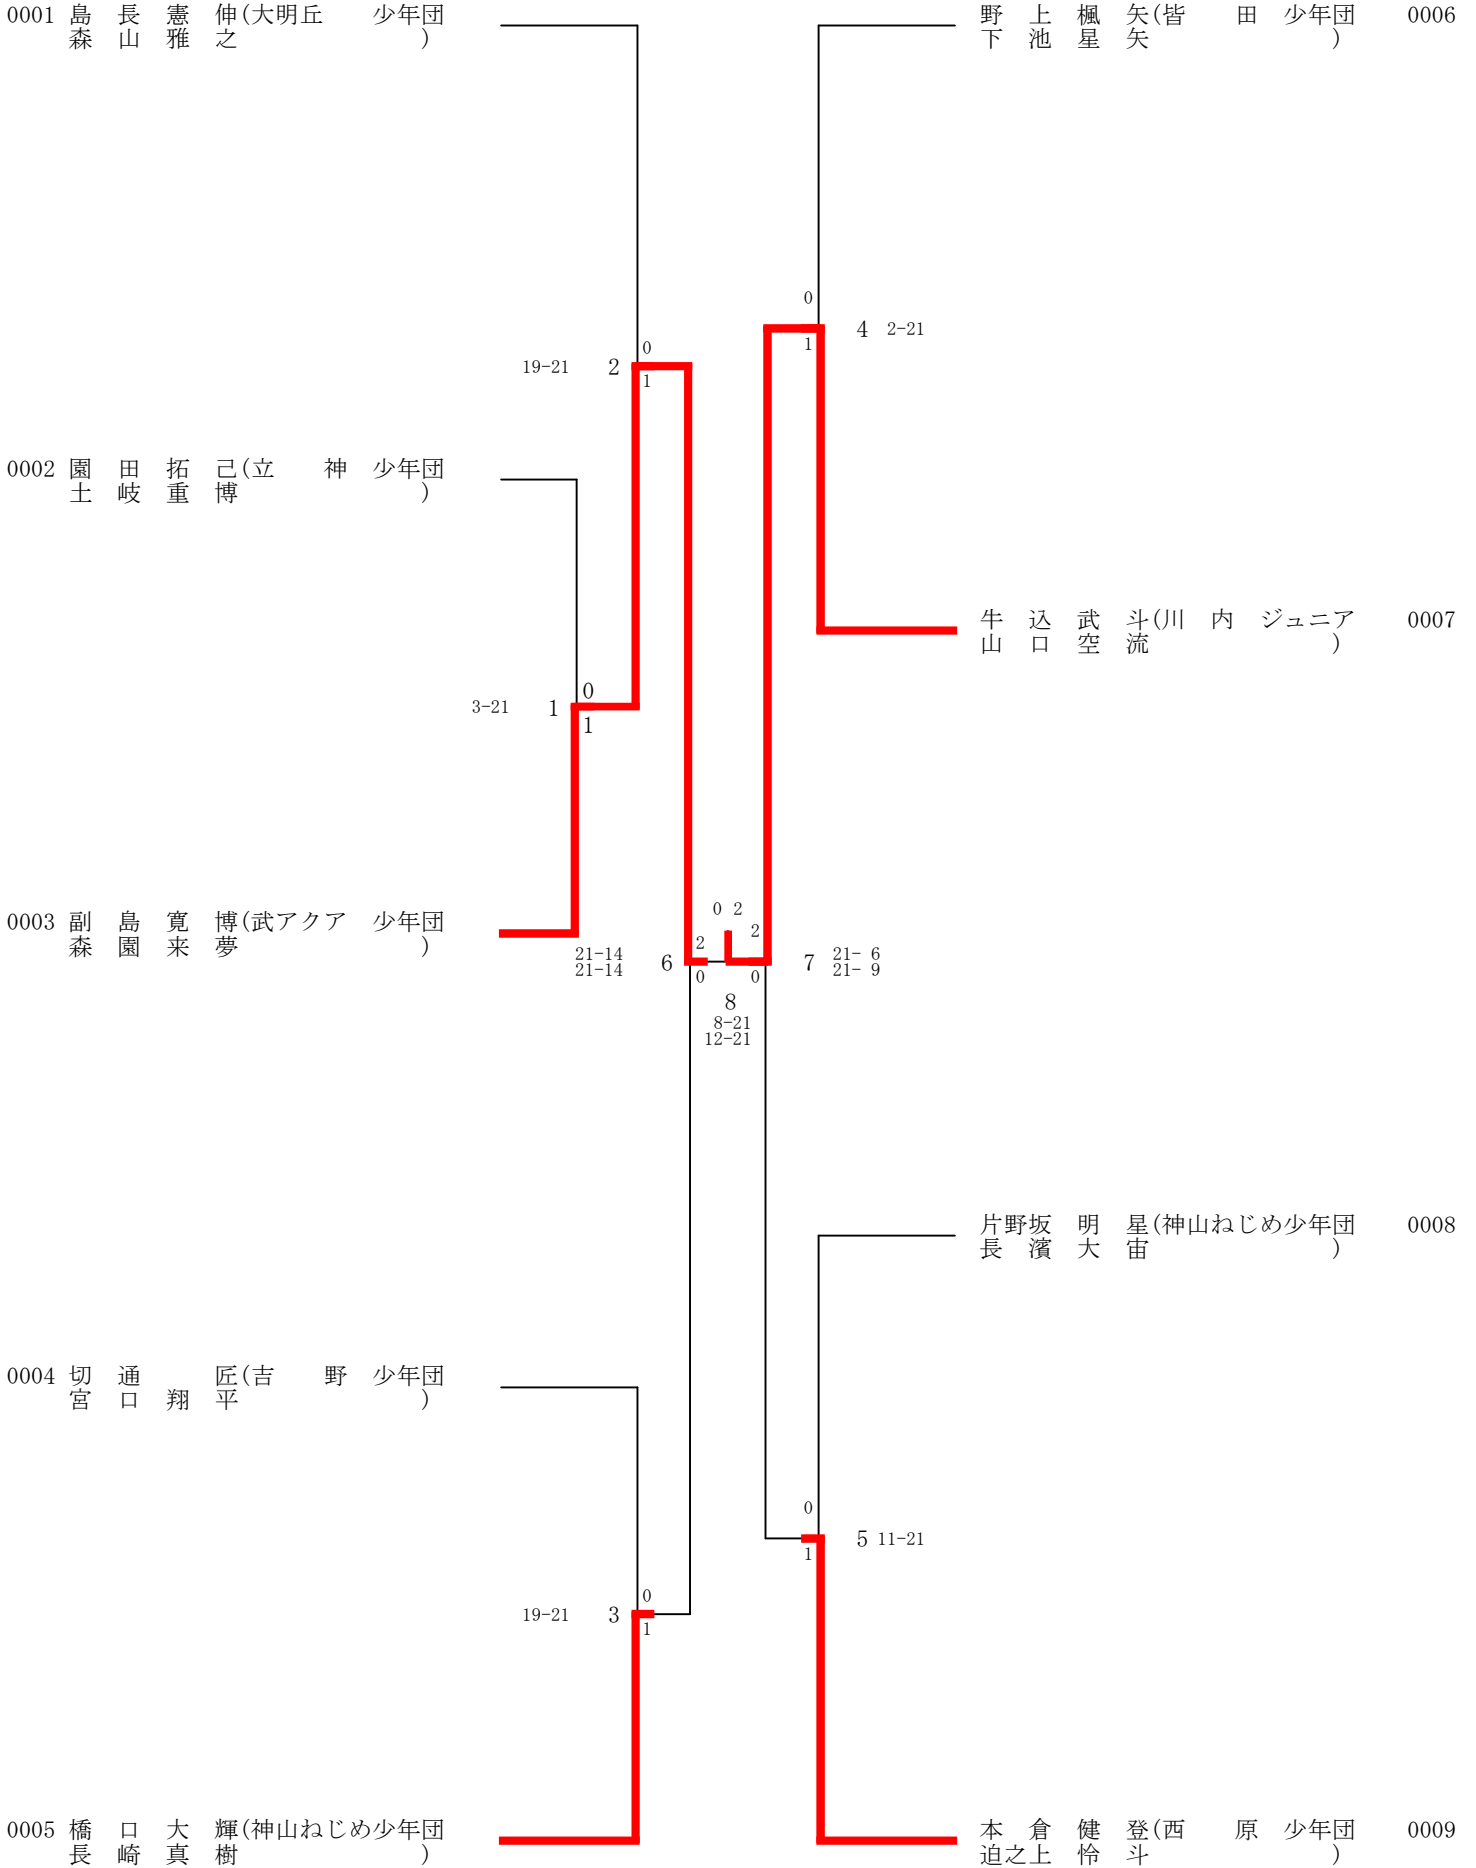 0001 島　長　憲　伸(大明丘　　少年団
森　山　雅　之　　　　　　　)
野　上　楓　矢(皆　　田　少年団 0006
下　池　星　矢　　　　　　　)
0
4 2-21
1
0
19-21 2
1
0002 園　田　拓　己(立　　神　少年団
土　岐　重　博　　　　　　　)
牛　込　武　斗(川　内　ジュニア 0007
山　口　空　流　　　　　　　)
0
3-21 1
1
0003 副　島　寛　博(武アクア　少年団
森　園　来　夢　　　　　　　)
0 2
2 2
21-14
21-14 6
7 21- 6
21- 9
0 0
8
8-21
12-21
片野坂　明　星(神山ねじめ少年団 0008
長　濱　大　宙　　　　　　　)
0004 切　通　　　匠(吉　　野　少年団
宮　口　翔　平　　　　　　　)
0
5 11-21
1
0
19-21 3
1
0005 橋　口　大　輝(神山ねじめ少年団
長　崎　真　樹　　　　　　　)
本　倉　健　登(西　　原　少年団 0009
迫之上　怜　斗　　　　　　　)